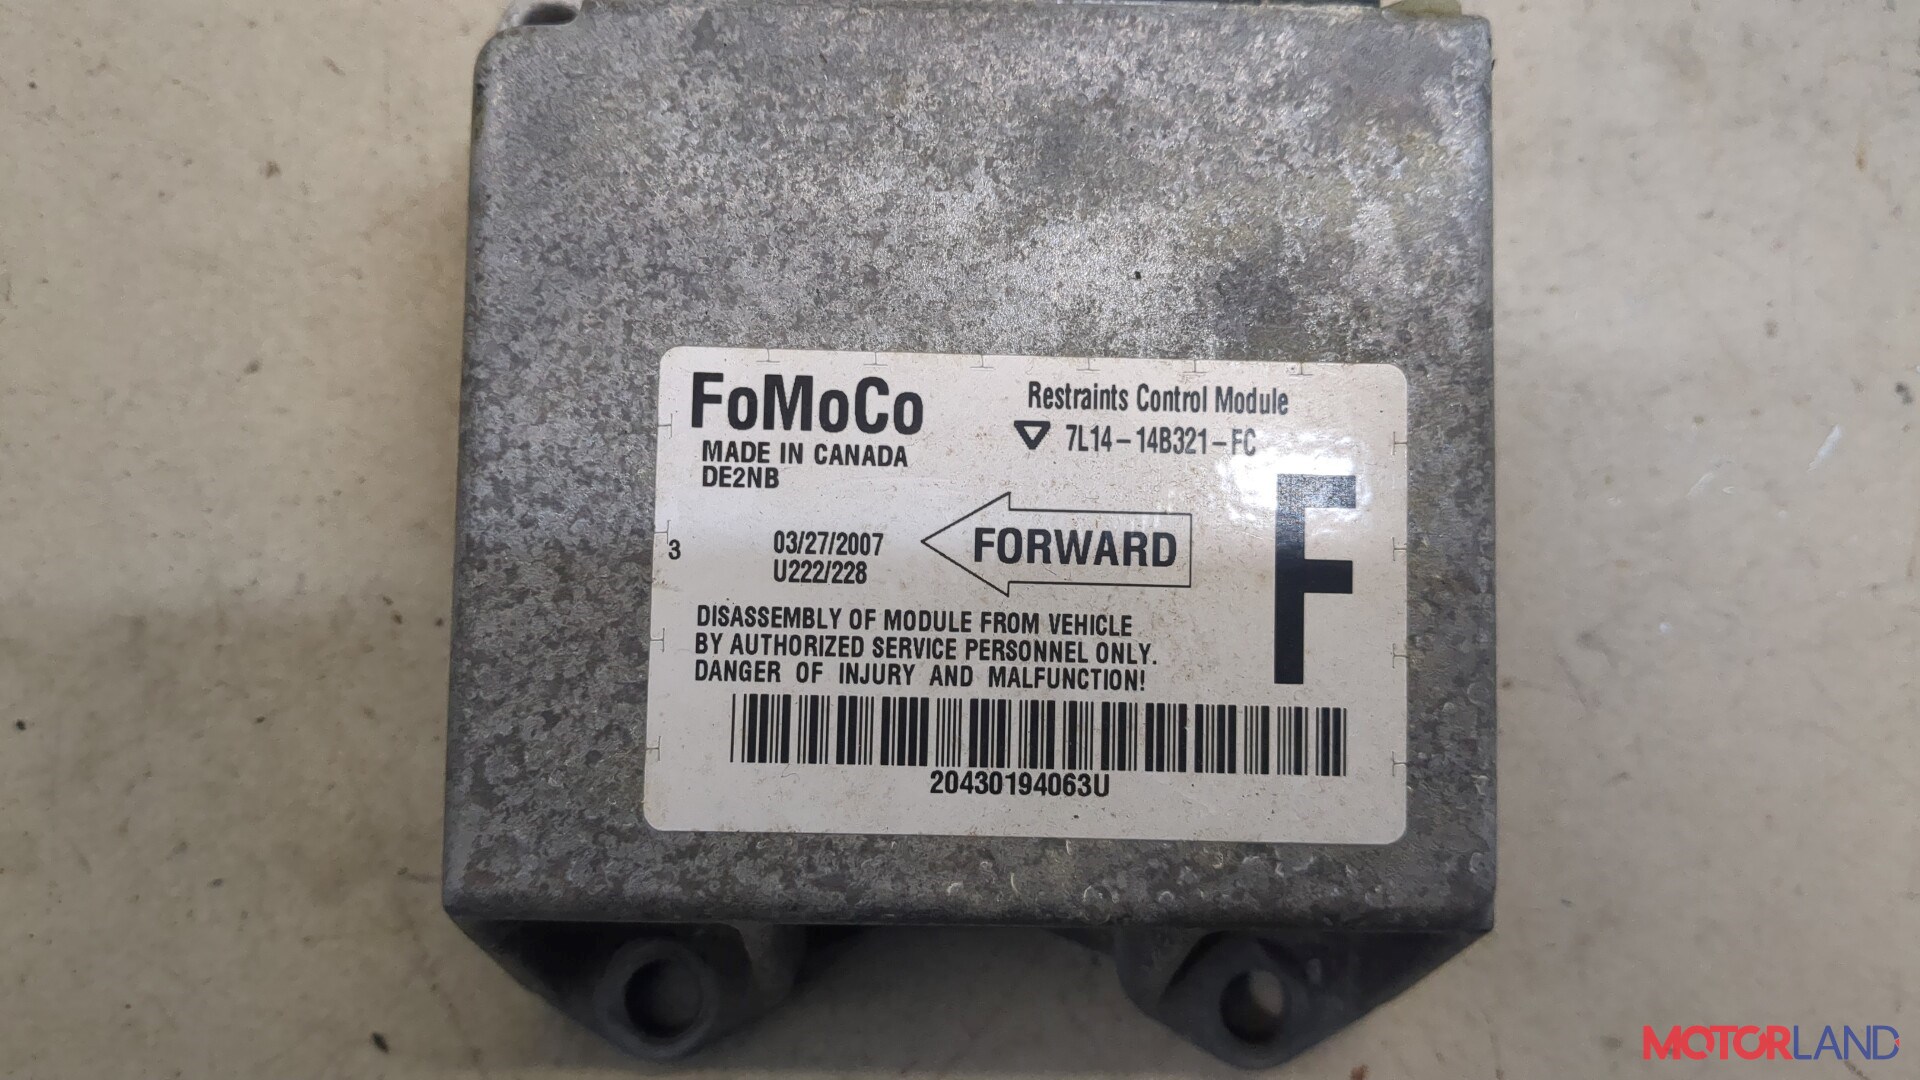 FoMoCo
MADE IN CANADA
DE2NB
Restraints Control Module
7L14-14B321-FC
3
03/27/2007
U222/228
FORWARD
F
DISASSEMBLY OF MODULE FROM VEHICLE
BY AUTHORIZED SERVICE PERSONNEL ONLY.
DANGER OF INJURY AND MALFUNCTION!
20430194063U
MOTORLAND